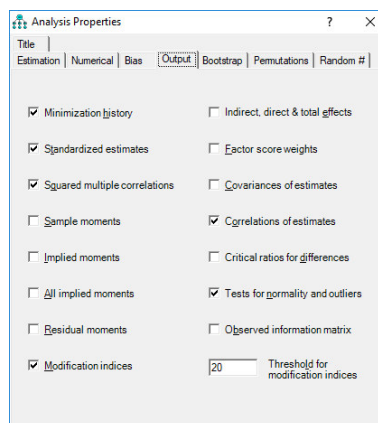 Analysis Properties ? ×
Title
Estimation Numerical Bias Output Bootstrap Permutations Random #
Minimization history Indirect, direct & total effects
Standardized estimates Factor score weights
Squared multiple correlations Covariances of estimates
Sample moments Correlations of estimates
Implied moments Critical ratios for differences
All implied moments Tests for normality and outliers
Residual moments Observed information matrix
Modification indices 20 Threshold for
modification indices